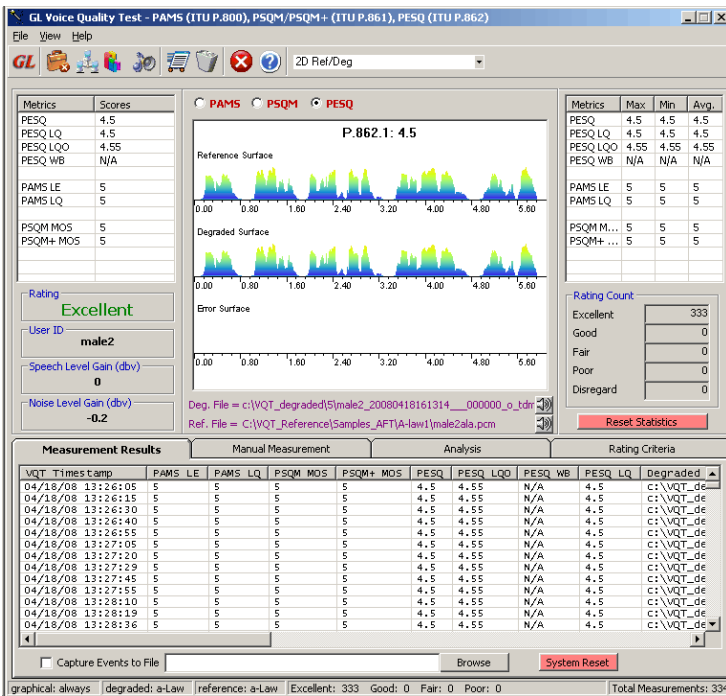 GL Voice Quality Test - PAMS (ITU P.800), PSQM/PSQM+ (ITU P.861), PESQ (ITU P.862)
File View Help
GL 2D Ref/Deg
Metrics Scores
PESQ 4.5
PESQ LQ 4.5
PESQ LQO 4.55
PESQ WB N/A
PAMS LE 5
PAMS LQ 5
PSQM MOS 5
PSQM+ MOS 5
Rating
Excellent
User ID
male2
Speech Level Gain (dbv)
0
Noise Level Gain (dbv)
-0.2
PAMS PSQM PESQ
P.862.1: 4.5
Reference Surface
0.00 0.80 1.60 2.40 3.20 4.00 4.80 5.60
Degraded Surface
0.00 0.80 1.60 2.40 3.20 4.00 4.80 5.60
Error Surface
0.00 0.80 1.60 2.40 3.20 4.00 4.80 5.60
Deg. File = c:\VQT_degraded\5\male2_20080418161314___000000_o_tdm
Ref. File = C:\VQT_Reference\Samples_AFT\A-law1\male2ala.pcm
Metrics Max Min Avg.
PESQ 4.5 4.5 4.5
PESQ LQ 4.5 4.5 4.5
PESQ LQO 4.55 4.55 4.55
PESQ WB N/A N/A N/A
PAMS LE 5 5 5
PAMS LQ 5 5 5
PSQM M... 5 5 5
PSQM+ ... 5 5 5
Rating Count
Excellent 333
Good 0
Fair 0
Poor 0
Disregard 0
Reset Statistics
Measurement Results Manual Measurement Analysis Rating Criteria
VQT Timestamp PAMS LE PAMS LQ PSQM MOS PSQM+ MOS PESQ PESQ LQO PESQ WB PESQ LQ Degraded
04/18/08 13:26:05 5 5 5 5 4.5 4.55 N/A 4.5 c:\VQT_de
04/18/08 13:26:15 5 5 5 5 4.5 4.55 N/A 4.5 c:\VQT_de
04/18/08 13:26:30 5 5 5 5 4.5 4.55 N/A 4.5 c:\VQT_de
04/18/08 13:26:40 5 5 5 5 4.5 4.55 N/A 4.5 c:\VQT_de
04/18/08 13:26:55 5 5 5 5 4.5 4.55 N/A 4.5 c:\VQT_de
04/18/08 13:27:05 5 5 5 5 4.5 4.55 N/A 4.5 c:\VQT_de
04/18/08 13:27:20 5 5 5 5 4.5 4.55 N/A 4.5 c:\VQT_de
04/18/08 13:27:29 5 5 5 5 4.5 4.55 N/A 4.5 c:\VQT_de
04/18/08 13:27:45 5 5 5 5 4.5 4.55 N/A 4.5 c:\VQT_de
04/18/08 13:27:55 5 5 5 5 4.5 4.55 N/A 4.5 c:\VQT_de
04/18/08 13:28:10 5 5 5 5 4.5 4.55 N/A 4.5 c:\VQT_de
04/18/08 13:28:19 5 5 5 5 4.5 4.55 N/A 4.5 c:\VQT_de
04/18/08 13:28:36 5 5 5 5 4.5 4.55 N/A 4.5 c:\VQT_de
Capture Events to File Browse System Reset
graphical: always degraded: a-Law reference: a-Law Excellent: 333 Good: 0 Fair: 0 Poor: 0 Total Measurements: 334